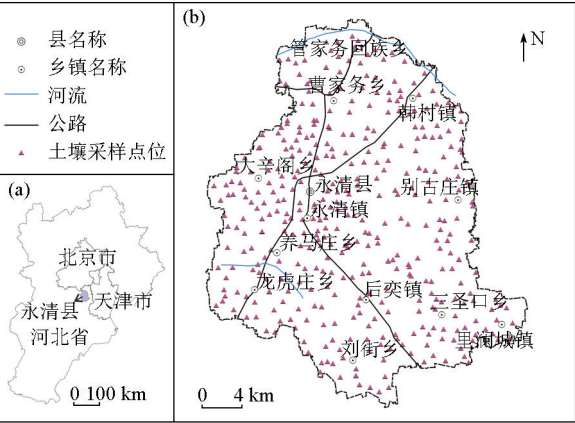 县名称
乡镇名称
河流
公路
土壤采样点位
(a)
北京市
永清县
天津市
河北省
0 100 km
(b)
N
管家务回族乡
曹家务乡
韩村镇
大辛阁乡
永清县
别古庄镇
永清镇
养马庄乡
龙虎庄乡
后奕镇
三圣口乡
里澜城镇
刘街乡
0 4 km